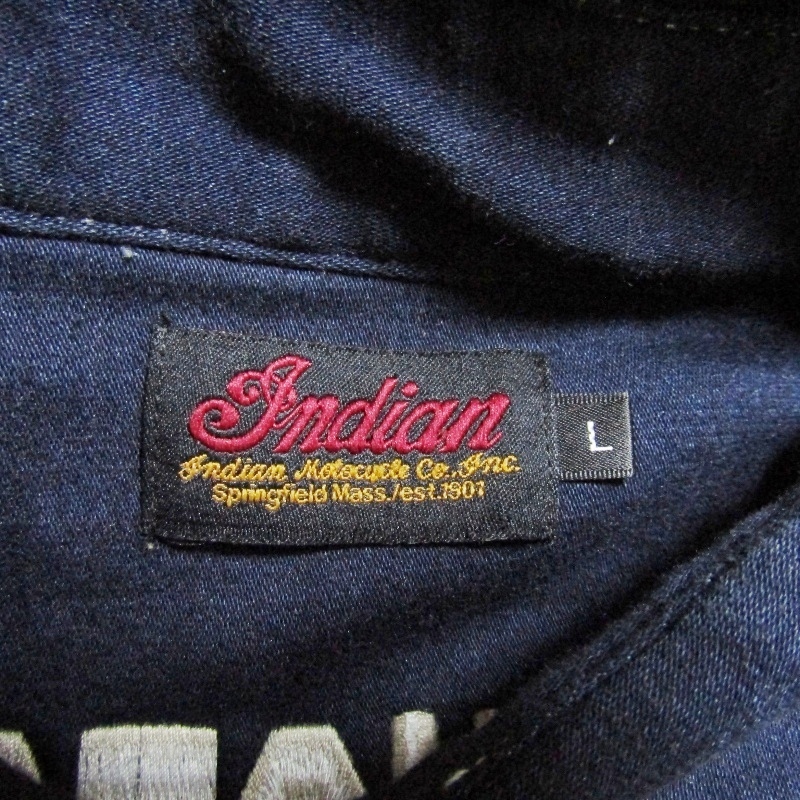 Indian
Indian Motocycle Co., Inc.
Springfield Mass./est.1901
L